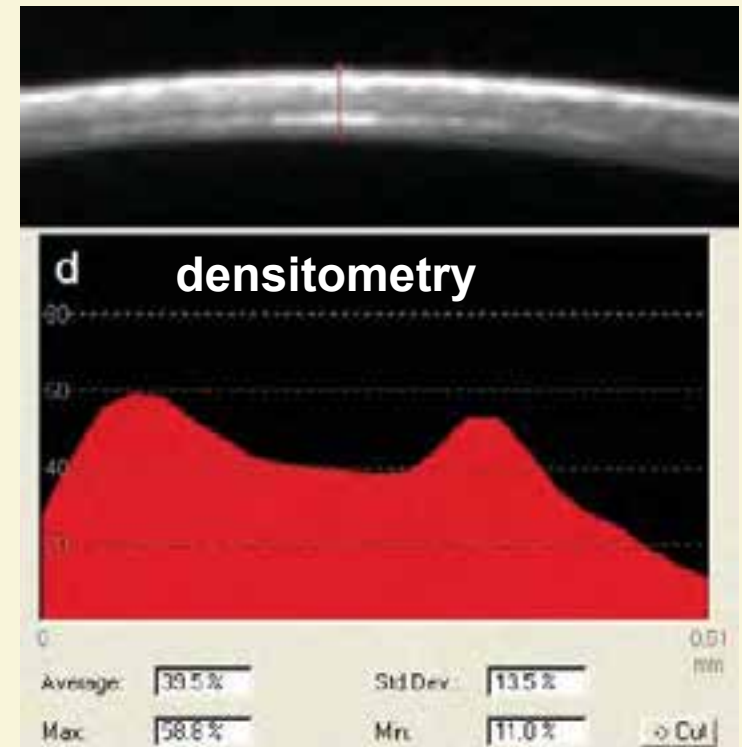 d densitometry
80
60
40
0 0,51
mm
Average: 39.5 % Std Dev.: 13.5 %
Max: 58.8 % Min: 11.0 % Cut